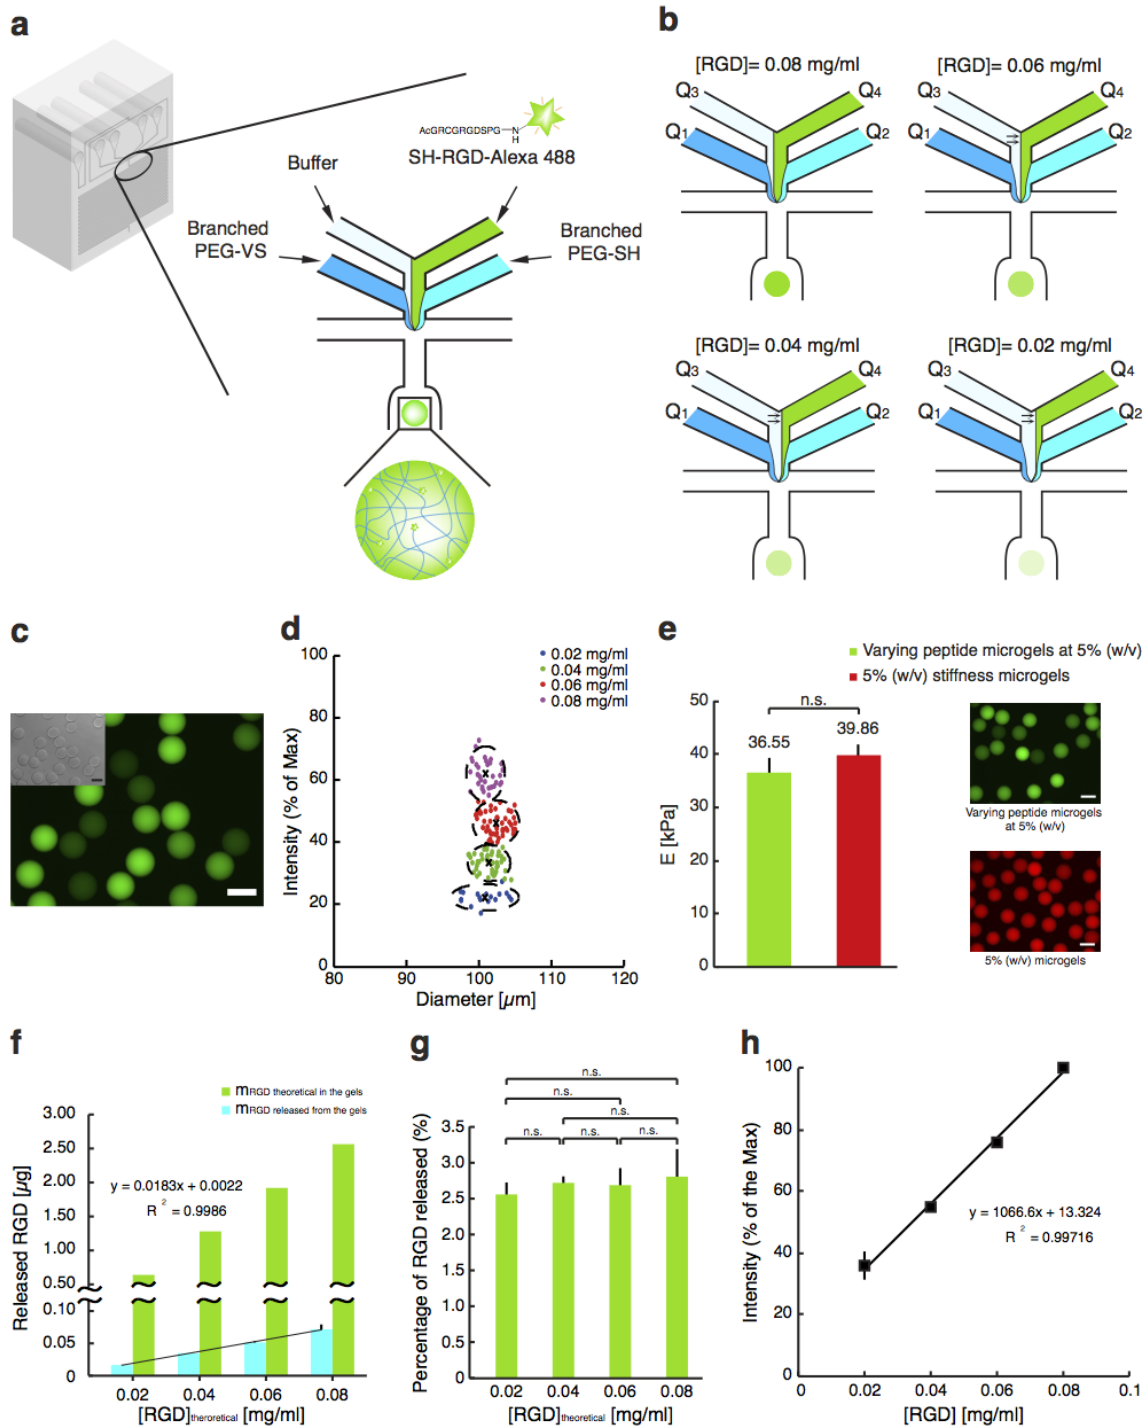 a
AcGRCGRGDSPG
N
H
SH-RGD-Alexa 488
Buffer
Branched
PEG-VS
Branched
PEG-SH
b
[RGD]= 0.08 mg/ml
Q3
Q4
Q1
Q2
[RGD]= 0.06 mg/ml
Q3
Q4
Q1
Q2
[RGD]= 0.04 mg/ml
Q3
Q4
Q1
Q2
[RGD]= 0.02 mg/ml
Q3
Q4
Q1
Q2
c
d
0.02 mg/ml
0.04 mg/ml
0.06 mg/ml
0.08 mg/ml
Intensity (% of Max)
100
80
60
40
20
0
80
90
100
110
120
Diameter [µm]
e
Varying peptide microgels at 5% (w/v)
5% (w/v) stiffness microgels
E [kPa]
50
40
30
20
10
0
n.s.
36.55
39.86
Varying peptide microgels
at 5% (w/v)
5% (w/v) microgels
f
mRGD theoretical in the gels
mRGD released from the gels
Released RGD [µg]
3.00
2.50
2.00
1.50
1.00
0.50
0.10
0.05
0
y = 0.0183x + 0.0022
R² = 0.9986
0.02
0.04
0.06
0.08
[RGD]theroretical [mg/ml]
g
n.s.
n.s.
n.s.
n.s.
n.s.
n.s.
Percentage of RGD released (%)
3.5
3.0
2.5
2.0
1.5
1.0
0.5
0
0.02
0.04
0.06
0.08
[RGD]theoretical [mg/ml]
h
Intensity (% of the Max)
100
80
60
40
20
0
y = 1066.6x + 13.324
R² = 0.99716
0
0.02
0.04
0.06
0.08
0.1
[RGD] [mg/ml]